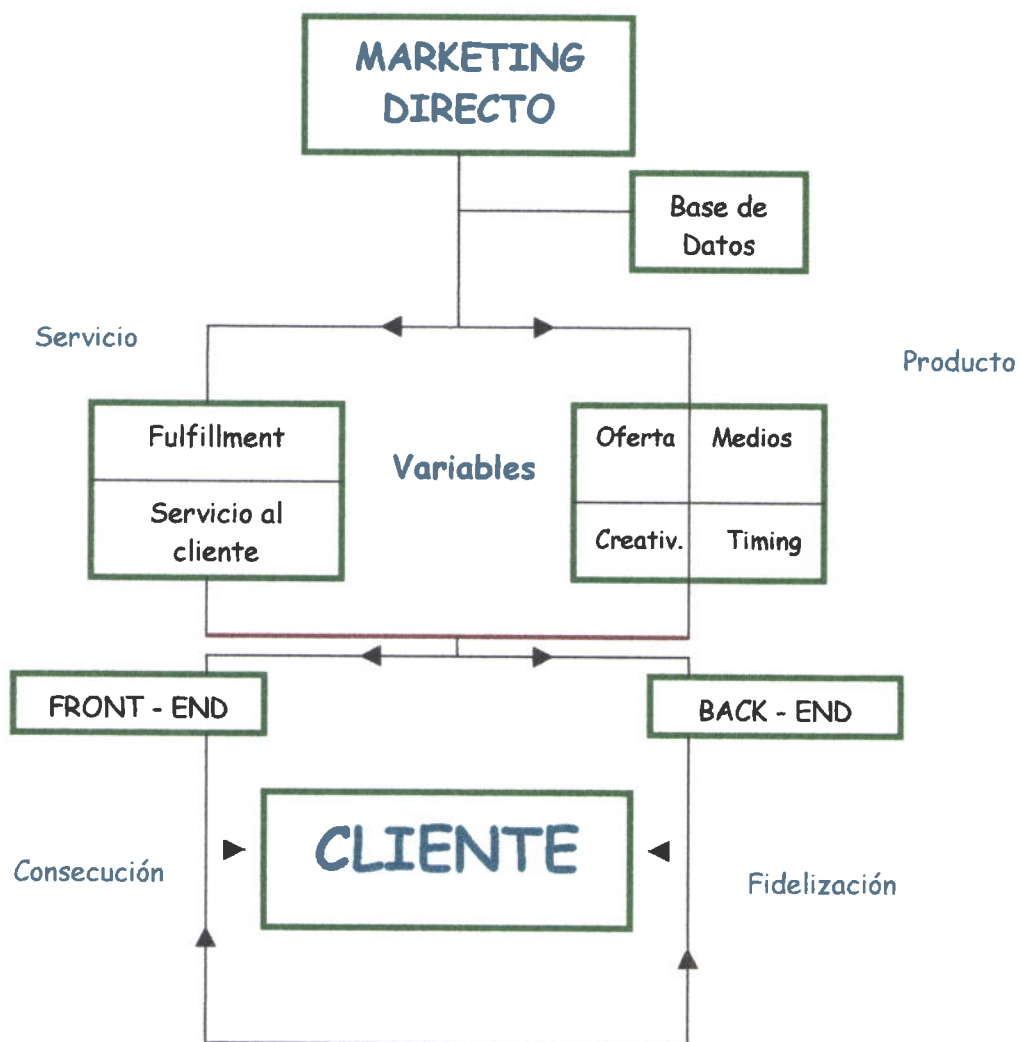 MARKETING
DIRECTO
Base de
Datos
Servicio
Producto
Fulfillment
Servicio al
cliente
Variables
Oferta Medios
Creativ. Timing
FRONT - END
BACK - END
CLIENTE
Consecución
Fidelización